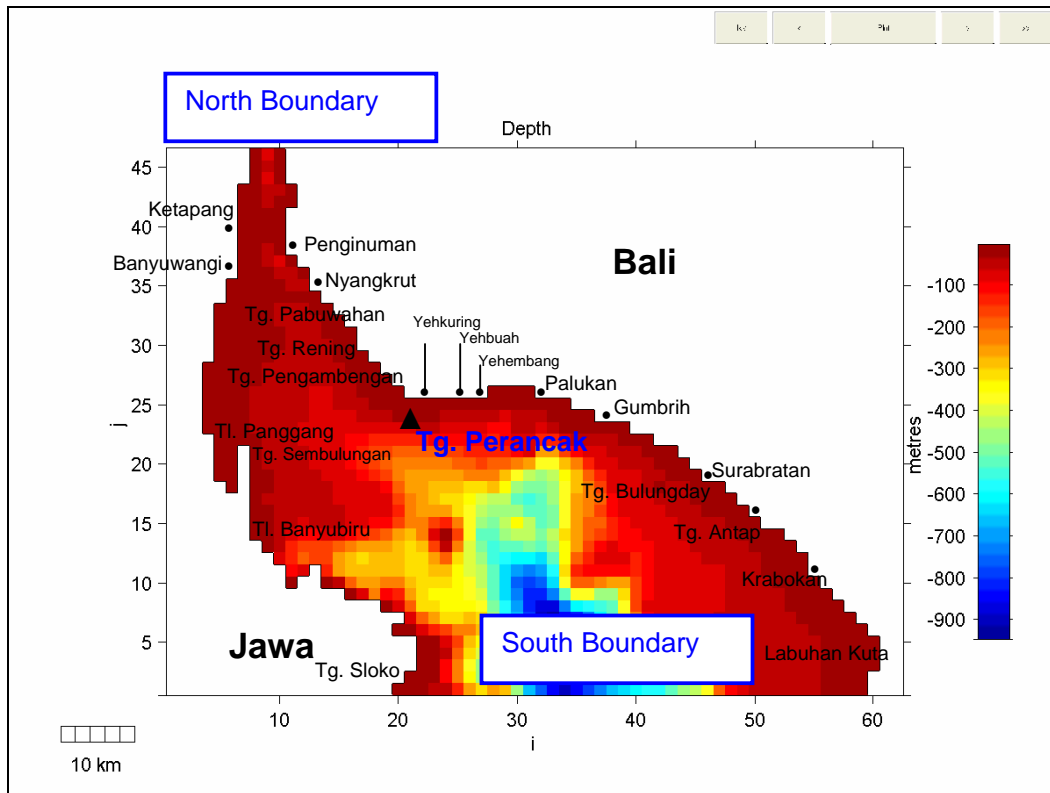 Plot
North Boundary
Depth
45
40
35
30
25
20
15
10
5
j
Ketapang
Penginuman
Banyuwangi
Nyangkrut
Bali
Tg. Pabuwahan
Tg. Rening
Tg. Pengambengan
Yehkuring
Yehbuah
Yehembang
Palukan
Gumbrih
Tl. Panggang
Tg. Perancak
Tg. Sembulungan
Surabratan
Tg. Bulungday
Tl. Banyubiru
Tg. Antap
Krabokan
South Boundary
Jawa
Tg. Sloko
Labuhan Kuta
10 20 30 40 50 60
i
-100
-200
-300
-400
-500
-600
-700
-800
-900
metres
10 km